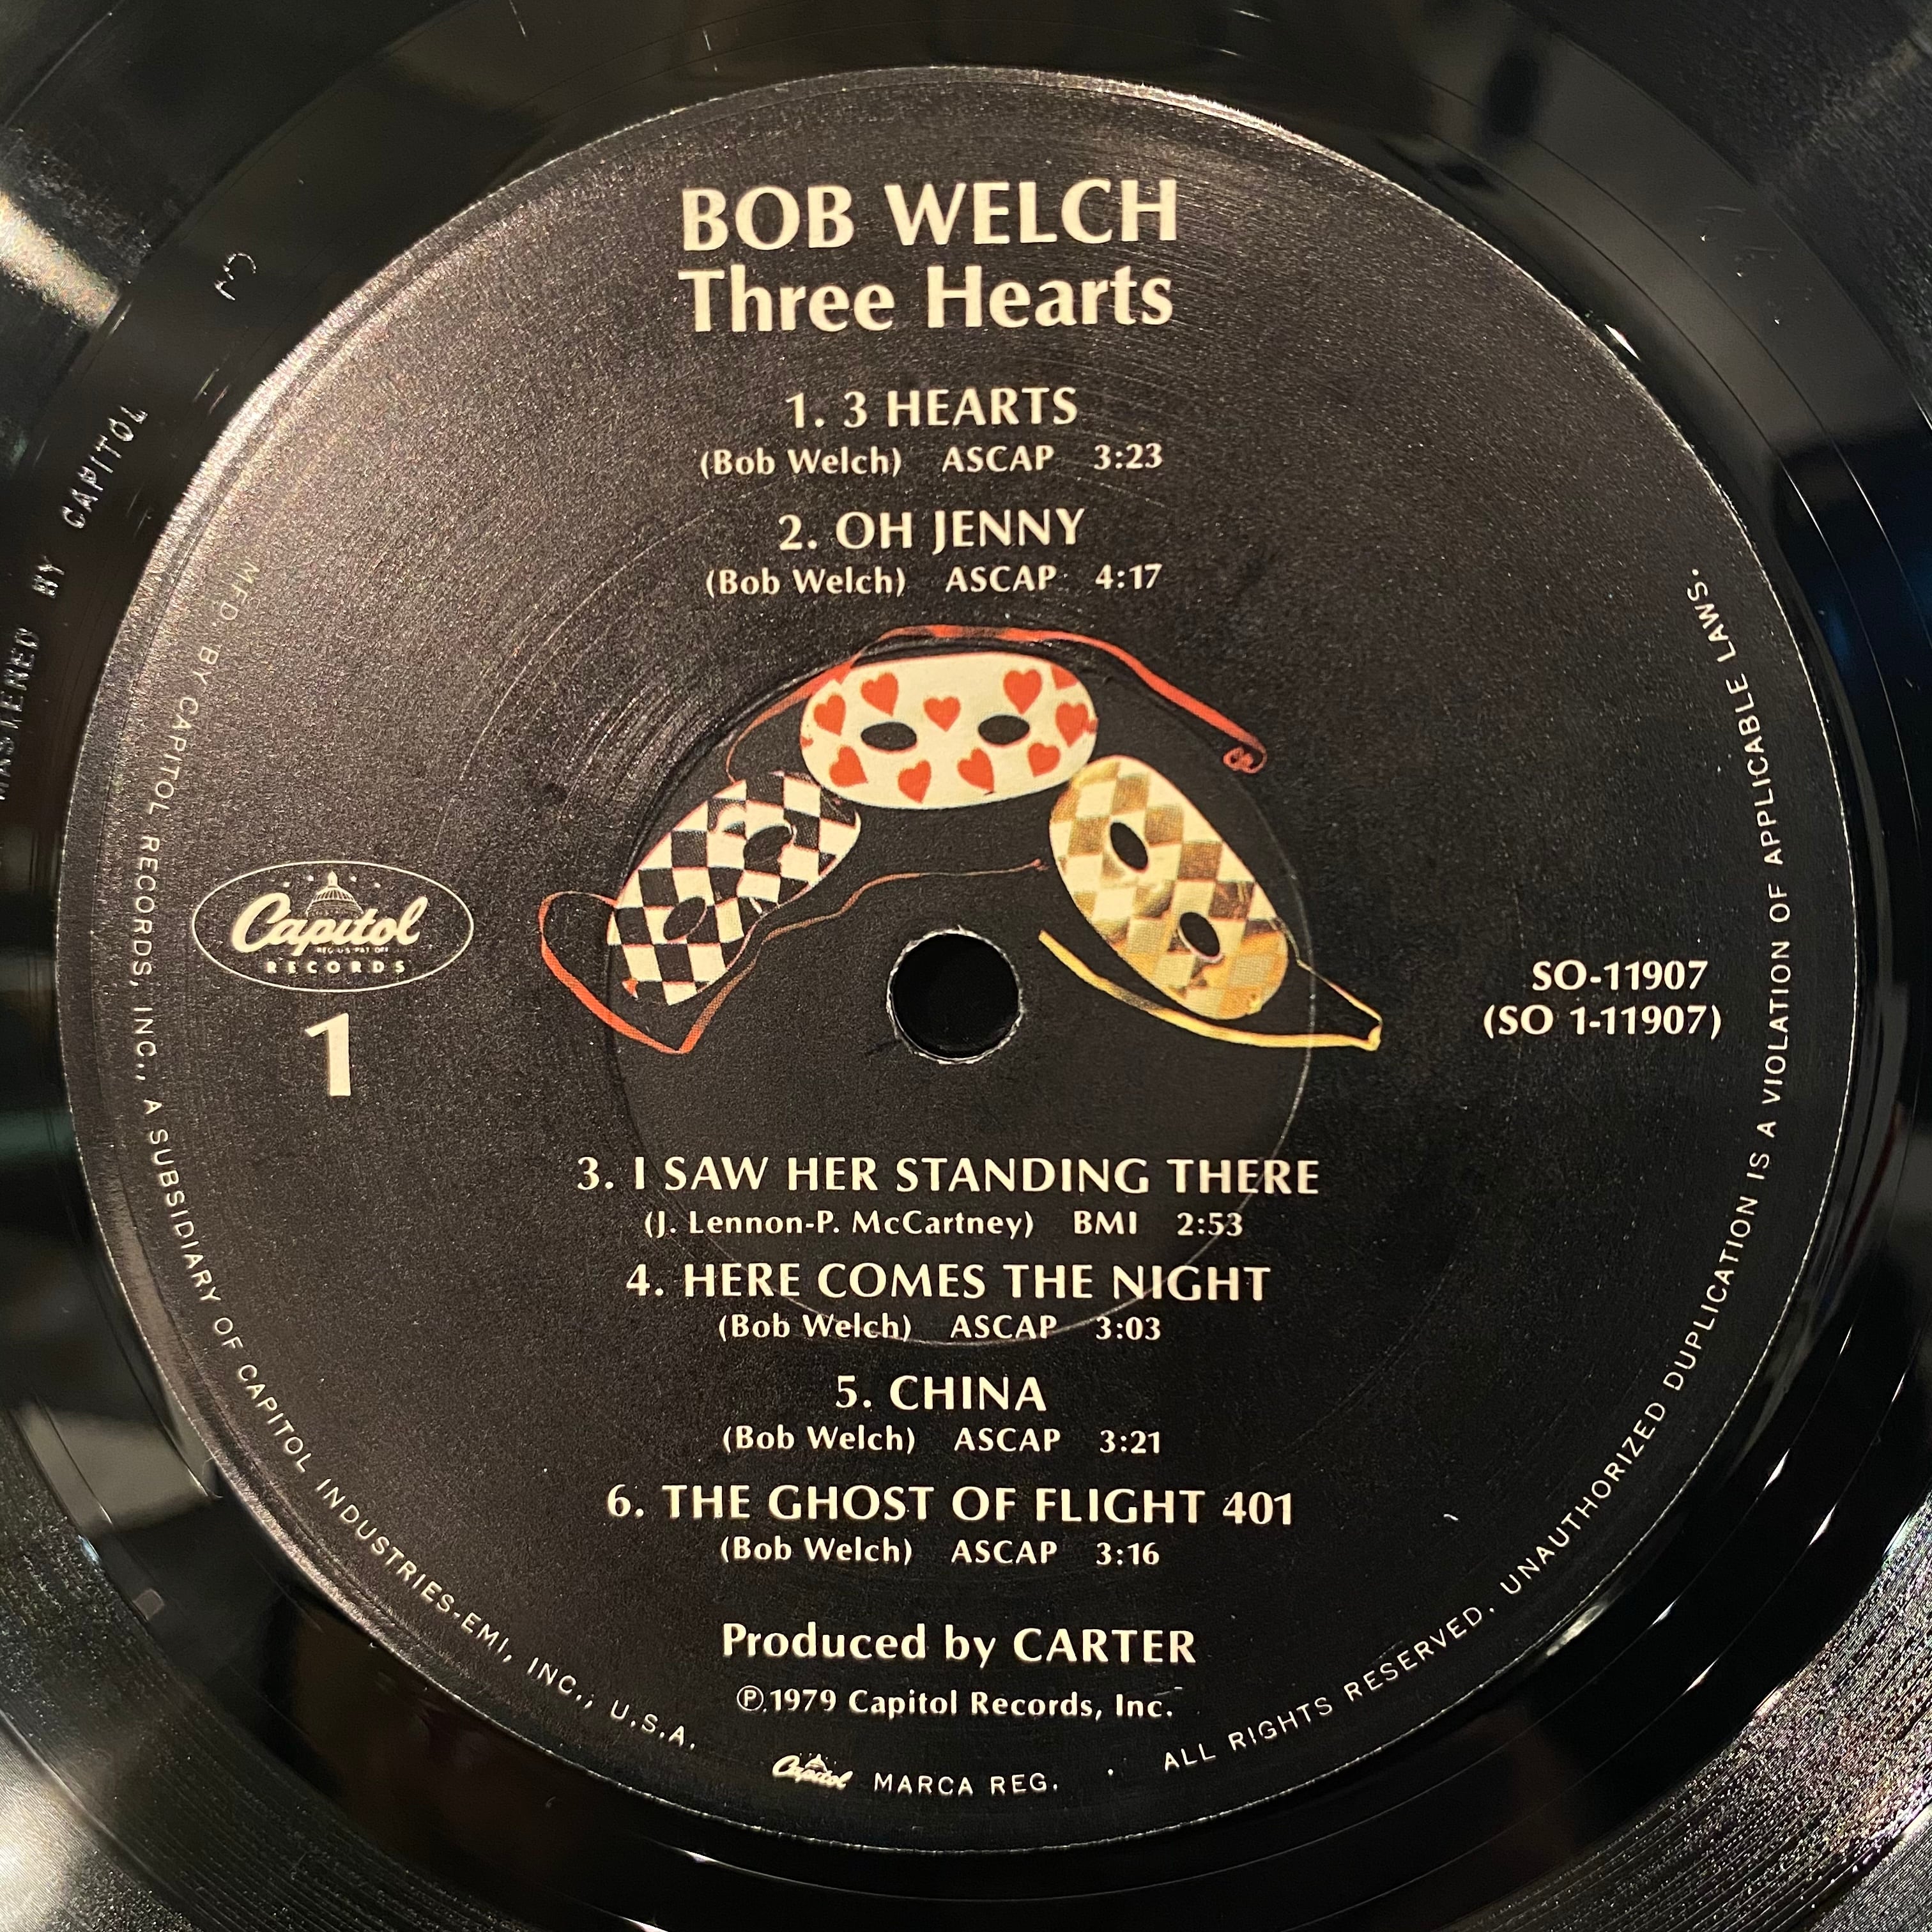 BOB WELCH
Three Hearts
1. 3 HEARTS
(Bob Welch) ASCAP 3:23
2. OH JENNY
(Bob Welch) ASCAP 4:17
Capitol
REG. U.S. PAT. OFF.
RECORDS
1
SO-11907
(SO 1-11907)
3. I SAW HER STANDING THERE
(J. Lennon-P. McCartney) BMI 2:53
4. HERE COMES THE NIGHT
(Bob Welch) ASCAP 3:03
5. CHINA
(Bob Welch) ASCAP 3:21
6. THE GHOST OF FLIGHT 401
(Bob Welch) ASCAP 3:16
Produced by CARTER
Ⓟ 1979 Capitol Records, Inc.
MFD. BY CAPITOL RECORDS, INC., A SUBSIDIARY OF CAPITOL INDUSTRIES-EMI, INC., U.S.A.
Capitol MARCA REG. · ALL RIGHTS RESERVED. UNAUTHORIZED DUPLICATION IS A VIOLATION OF APPLICABLE LAWS.
MASTERED BY CAPITOL